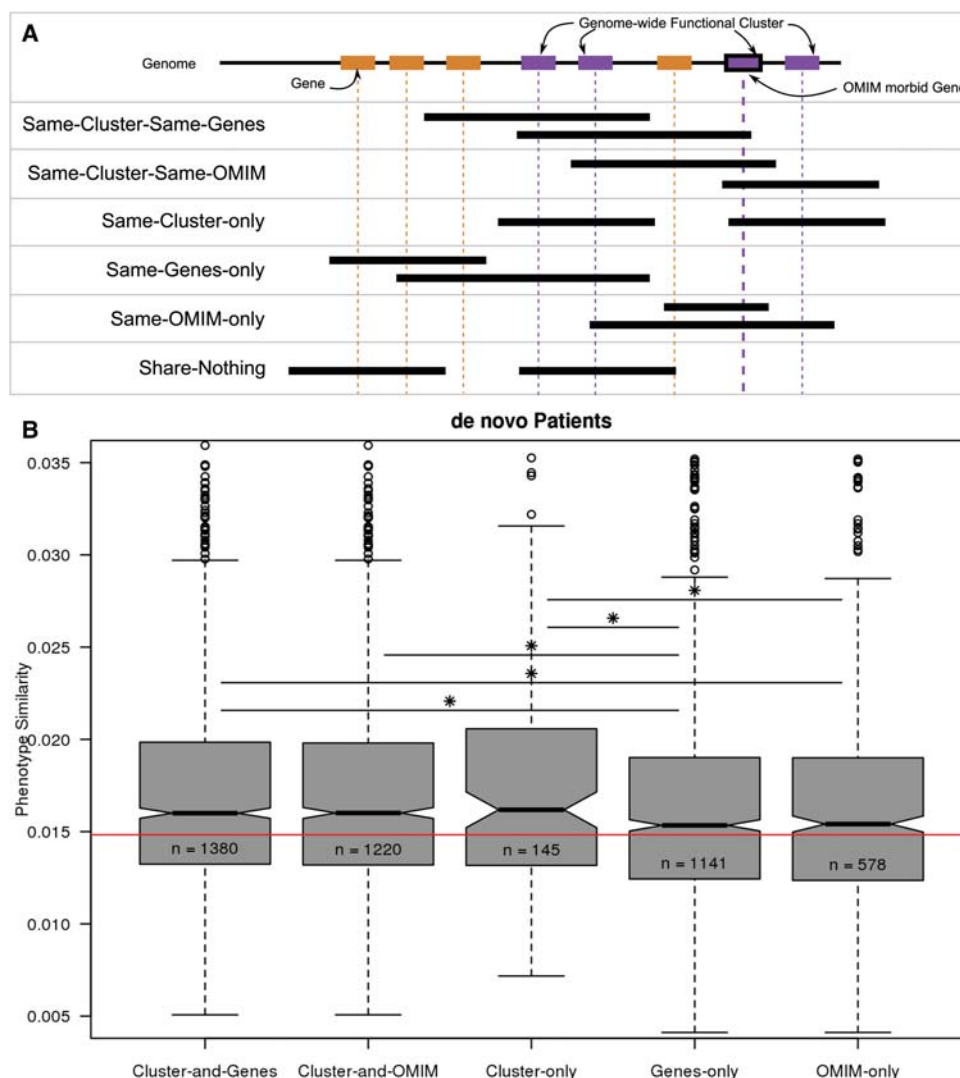 A
Genome-wide Functional Cluster
Genome
Gene
OMIM morbid Gene
Same-Cluster-Same-Genes
Same-Cluster-Same-OMIM
Same-Cluster-only
Same-Genes-only
Same-OMIM-only
Share-Nothing
B
de novo Patients
Phenotype Similarity
0.035
0.030
0.025
0.020
0.015
0.010
0.005
*
*
*
*
*
n = 1380
n = 1220
n = 145
n = 1141
n = 578
Cluster-and-Genes
Cluster-and-OMIM
Cluster-only
Genes-only
OMIM-only